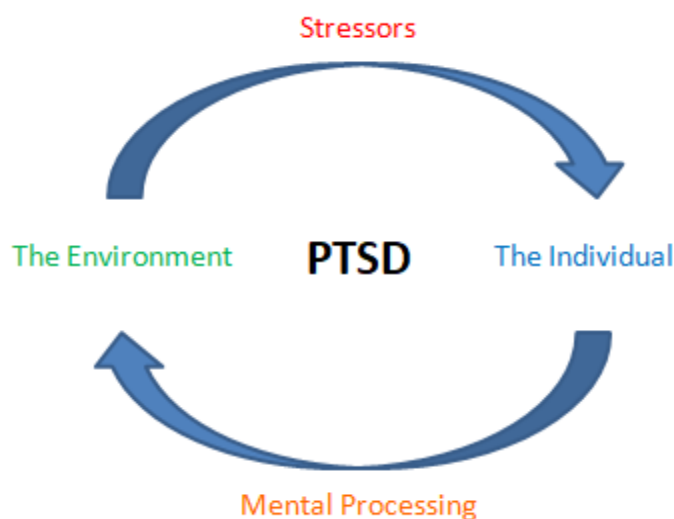 Stressors
The Environment
PTSD
The Individual
Mental Processing